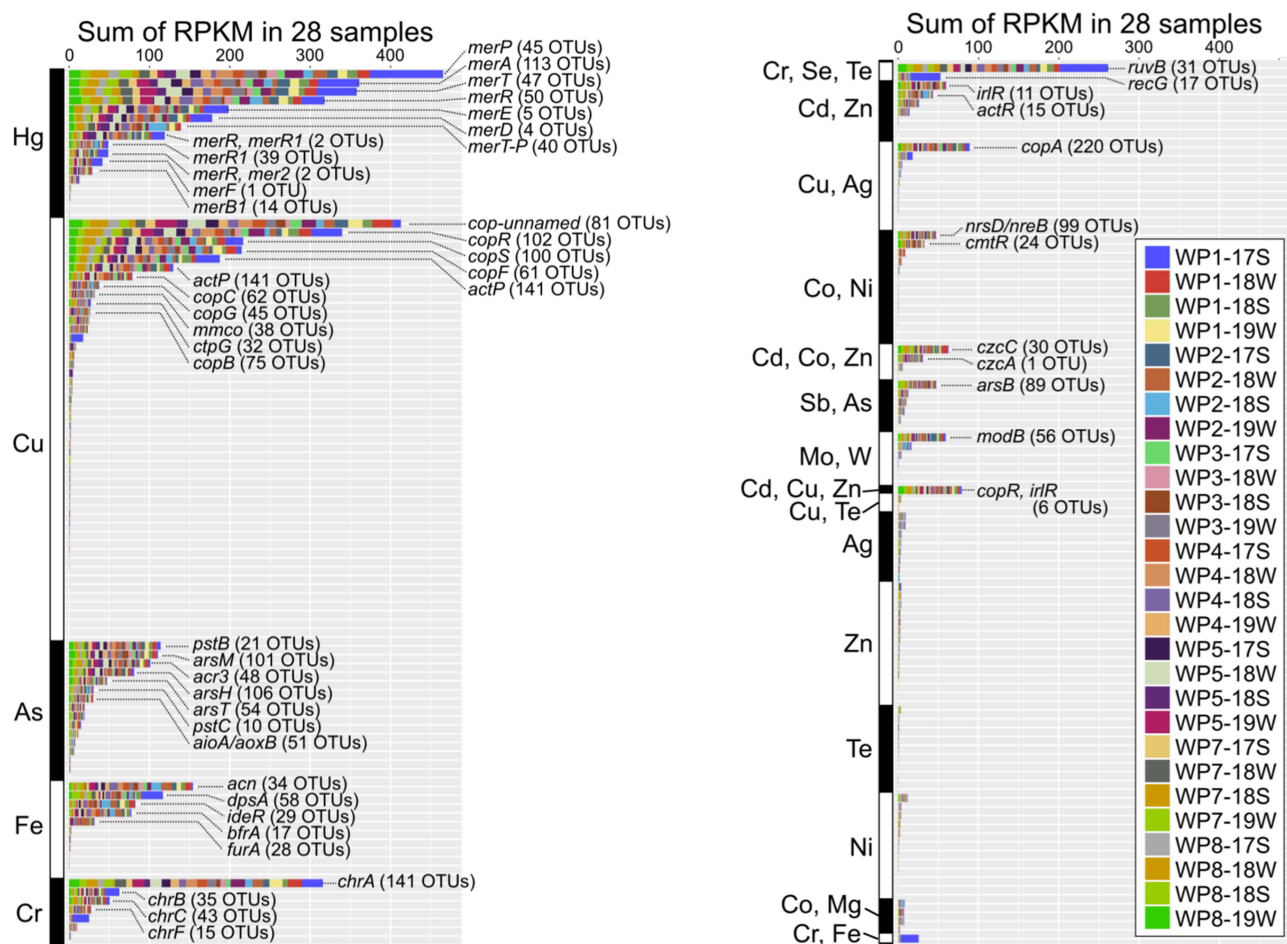 Sum of RPKM in 28 samples
0 100 200 300 400
Hg
merP (45 OTUs)
merA (113 OTUs)
merT (47 OTUs)
merR (50 OTUs)
merE (5 OTUs)
merD (4 OTUs)
merT-P (40 OTUs)
merR, merR1 (2 OTUs)
merR1 (39 OTUs)
merR, mer2 (2 OTUs)
merF (1 OTU)
merB1 (14 OTUs)
Cu
cop-unnamed (81 OTUs)
copR (102 OTUs)
copS (100 OTUs)
copF (61 OTUs)
actP (141 OTUs)
actP (141 OTUs)
copC (62 OTUs)
copG (45 OTUs)
mmco (38 OTUs)
ctpG (32 OTUs)
copB (75 OTUs)
As
pstB (21 OTUs)
arsM (101 OTUs)
acr3 (48 OTUs)
arsH (106 OTUs)
arsT (54 OTUs)
pstC (10 OTUs)
aioA/aoxB (51 OTUs)
Fe
acn (34 OTUs)
dpsA (58 OTUs)
ideR (29 OTUs)
bfrA (17 OTUs)
furA (28 OTUs)
Cr
chrA (141 OTUs)
chrB (35 OTUs)
chrC (43 OTUs)
chrF (15 OTUs)
Sum of RPKM in 28 samples
0 100 200 300 400
Cr, Se, Te
ruvB (31 OTUs)
recG (17 OTUs)
Cd, Zn
irlR (11 OTUs)
actR (15 OTUs)
Cu, Ag
copA (220 OTUs)
Co, Ni
nrsD/nreB (99 OTUs)
cmtR (24 OTUs)
Cd, Co, Zn
czcC (30 OTUs)
czcA (1 OTU)
Sb, As
arsB (89 OTUs)
Mo, W
modB (56 OTUs)
Cd, Cu, Zn
copR, irlR
(6 OTUs)
Cu, Te
Ag
Zn
Te
Ni
Co, Mg
Cr, Fe
WP1-17S
WP1-18W
WP1-18S
WP1-19W
WP2-17S
WP2-18W
WP2-18S
WP2-19W
WP3-17S
WP3-18W
WP3-18S
WP3-19W
WP4-17S
WP4-18W
WP4-18S
WP4-19W
WP5-17S
WP5-18W
WP5-18S
WP5-19W
WP7-17S
WP7-18W
WP7-18S
WP7-19W
WP8-17S
WP8-18W
WP8-18S
WP8-19W